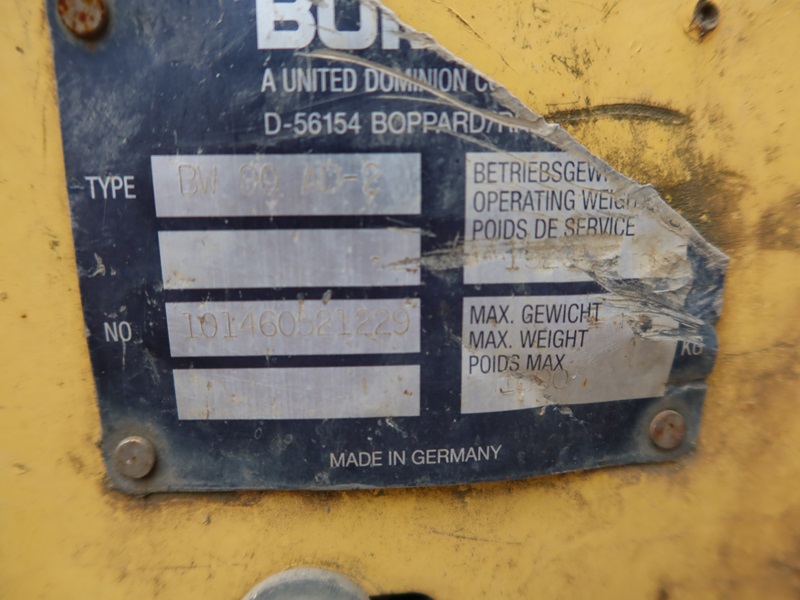 A UNITED DOMINION
D-56154 BOPPARD/
TYPE
BW 90 AD-2
NO
101460521229
BETRIEBSGEW
OPERATING WEIGH
POIDS DE SERVICE
MAX. GEWICHT
MAX. WEIGHT
POIDS MAX
KG
MADE IN GERMANY